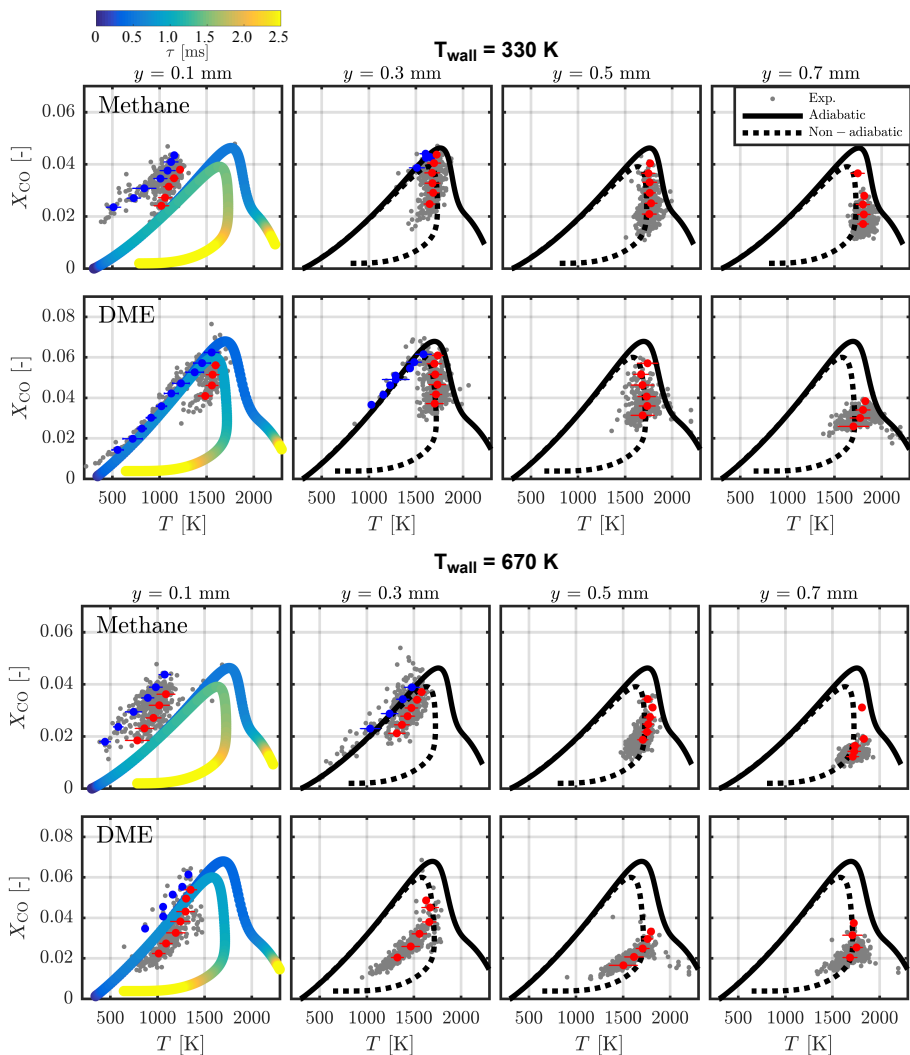 0 0.5 1.0 1.5 2.0 2.5
τ [ms]
T_wall = 330 K
y = 0.1 mm y = 0.3 mm y = 0.5 mm y = 0.7 mm
Methane
Exp.
Adiabatic
Non − adiabatic
0.06
0.04
0.02
0
X_CO [-]
DME
0.08
0.06
0.04
0.02
0
X_CO [-]
500 1000 1500 2000 500 1000 1500 2000 500 1000 1500 2000 500 1000 1500 2000
T [K] T [K] T [K] T [K]
T_wall = 670 K
y = 0.1 mm y = 0.3 mm y = 0.5 mm y = 0.7 mm
Methane
0.06
0.04
0.02
0
X_CO [-]
DME
0.08
0.06
0.04
0.02
0
X_CO [-]
500 1000 1500 2000 500 1000 1500 2000 500 1000 1500 2000 500 1000 1500 2000
T [K] T [K] T [K] T [K]